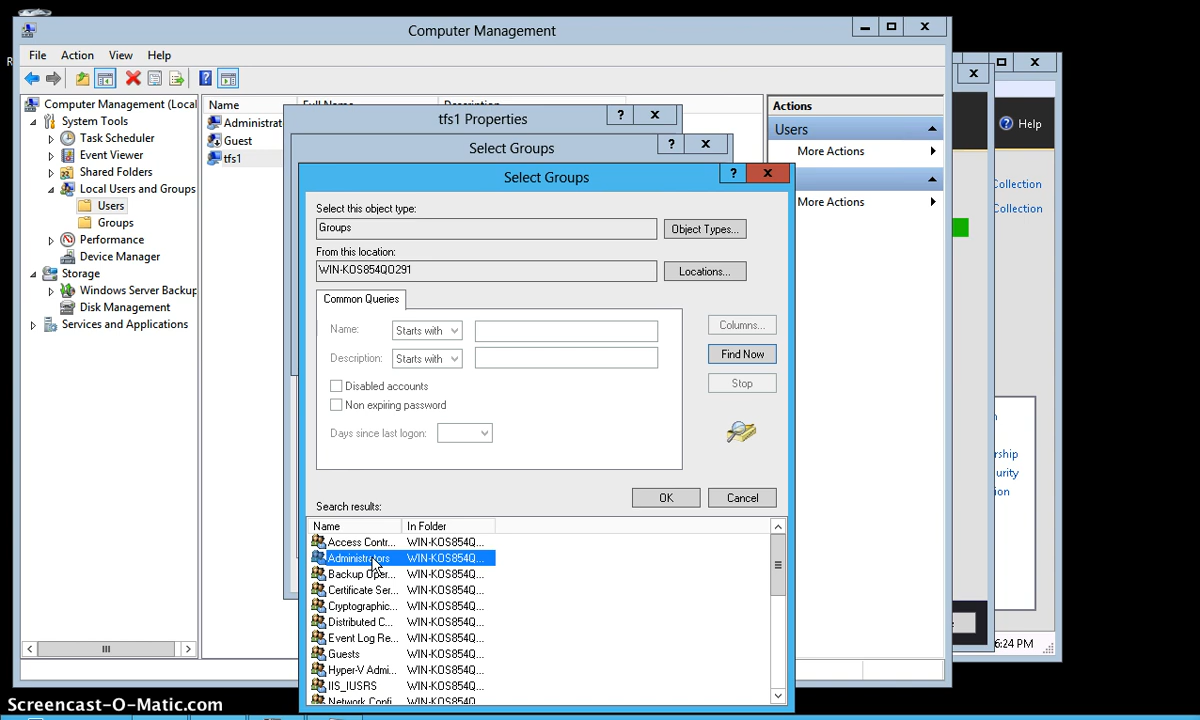 Computer Management
File Action View Help
Computer Management (Local
System Tools
Task Scheduler
Event Viewer
Shared Folders
Local Users and Groups
Users
Groups
Performance
Device Manager
Storage
Windows Server Backup
Disk Management
Services and Applications
Name Full Name Description
Administrat
Guest
tfs1
Actions
Users
More Actions
More Actions
Help
Collection
Collection
rship
urity
ion
6:24 PM
tfs1 Properties
Select Groups
Select Groups
Select this object type:
Groups
Object Types...
From this location:
WIN-KOS854QO291
Locations...
Common Queries
Name: Starts with
Description: Starts with
Disabled accounts
Non expiring password
Days since last logon:
Columns...
Find Now
Stop
OK Cancel
Search results:
Name In Folder
Access Contr... WIN-KOS854Q...
Administrators WIN-KOS854Q...
Backup Oper... WIN-KOS854Q...
Certificate Ser... WIN-KOS854Q...
Cryptographic... WIN-KOS854Q...
Distributed C... WIN-KOS854Q...
Event Log Re... WIN-KOS854Q...
Guests WIN-KOS854Q...
Hyper-V Admi... WIN-KOS854Q...
IIS_IUSRS WIN-KOS854Q...
Network Confi... WIN-KOS854Q...
Screencast-O-Matic.com